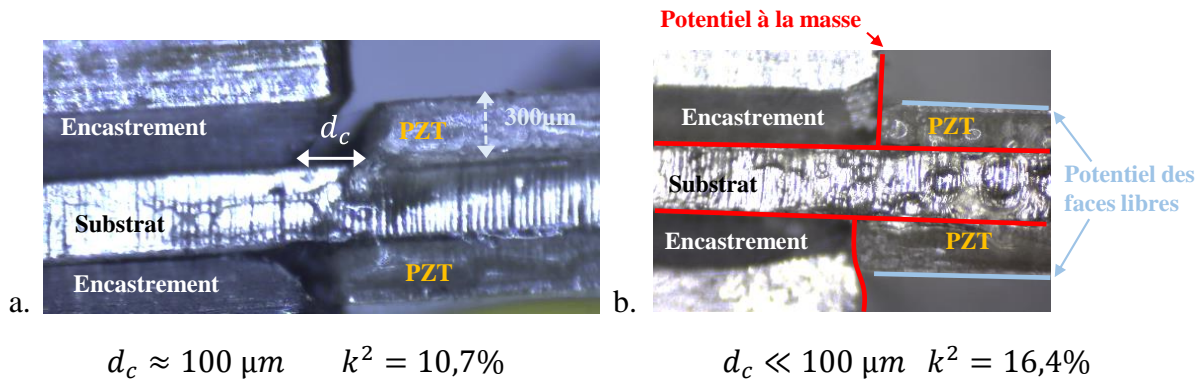 Potentiel à la masse
Encastrement
d_c
PZT
300µm
Substrat
Encastrement
PZT
a.
Encastrement
PZT
Substrat
Potentiel des
faces libres
Encastrement
PZT
b.
d_c ≈ 100 µm k² = 10,7%
d_c ≪ 100 µm k² = 16,4%